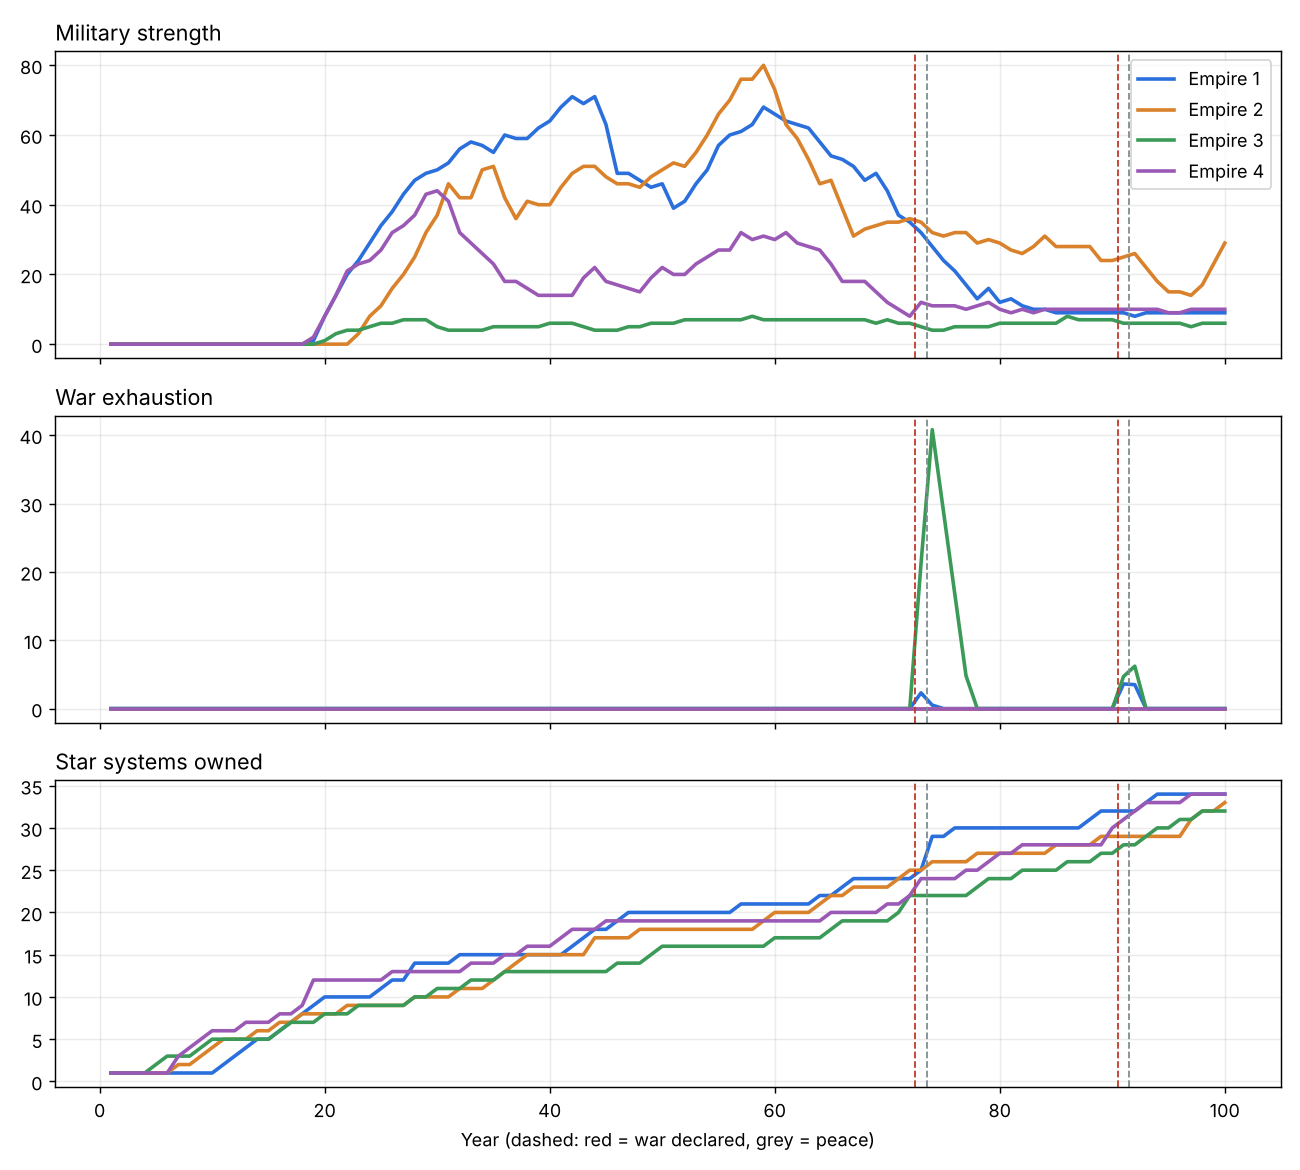 Military strength
80
60
40
20
0
Empire 1
Empire 2
Empire 3
Empire 4
War exhaustion
40
30
20
10
0
Star systems owned
35
30
25
20
15
10
5
0
0 20 40 60 80 100
Year (dashed: red = war declared, grey = peace)